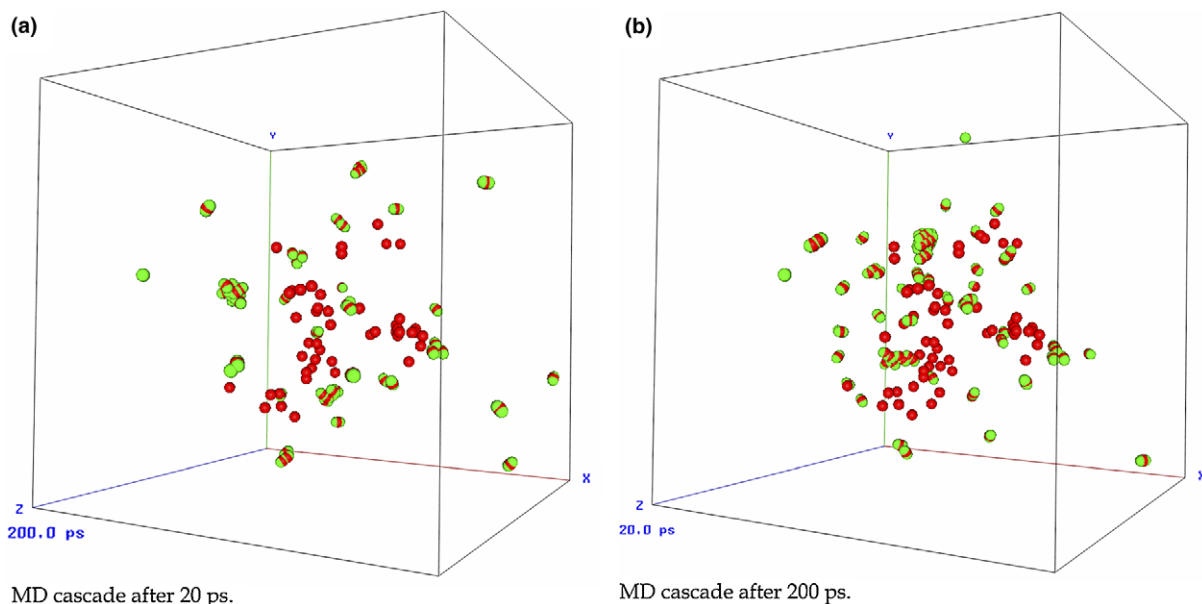 (a)
Y
X
Z
200.0 ps
MD cascade after 20 ps.
(b)
Y
X
Z
20.0 ps
MD cascade after 200 ps.